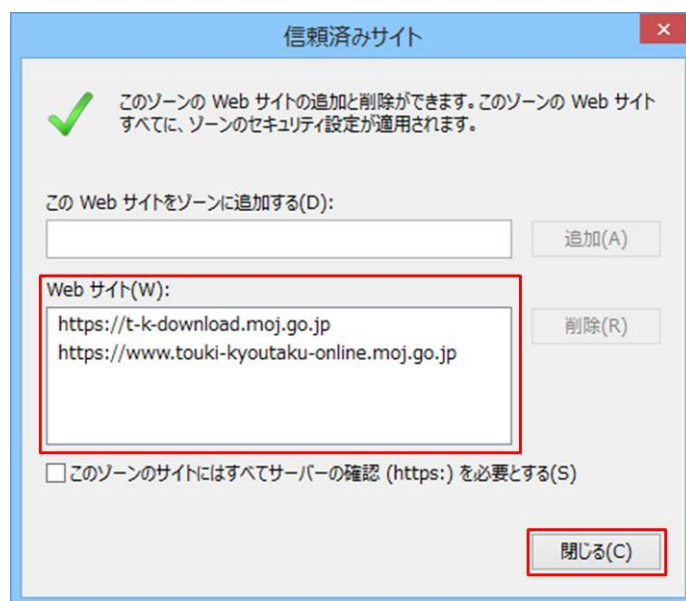 信頼済みサイト
このゾーンの Web サイトの追加と削除ができます。このゾーンの Web サイト
すべてに、ゾーンのセキュリティ設定が適用されます。
この Web サイトをゾーンに追加する(D):
追加(A)
Web サイト(W):
https://t-k-download.moj.go.jp
https://www.touki-kyoutaku-online.moj.go.jp
削除(R)
このゾーンのサイトにはすべてサーバーの確認 (https:) を必要とする(S)
閉じる(C)